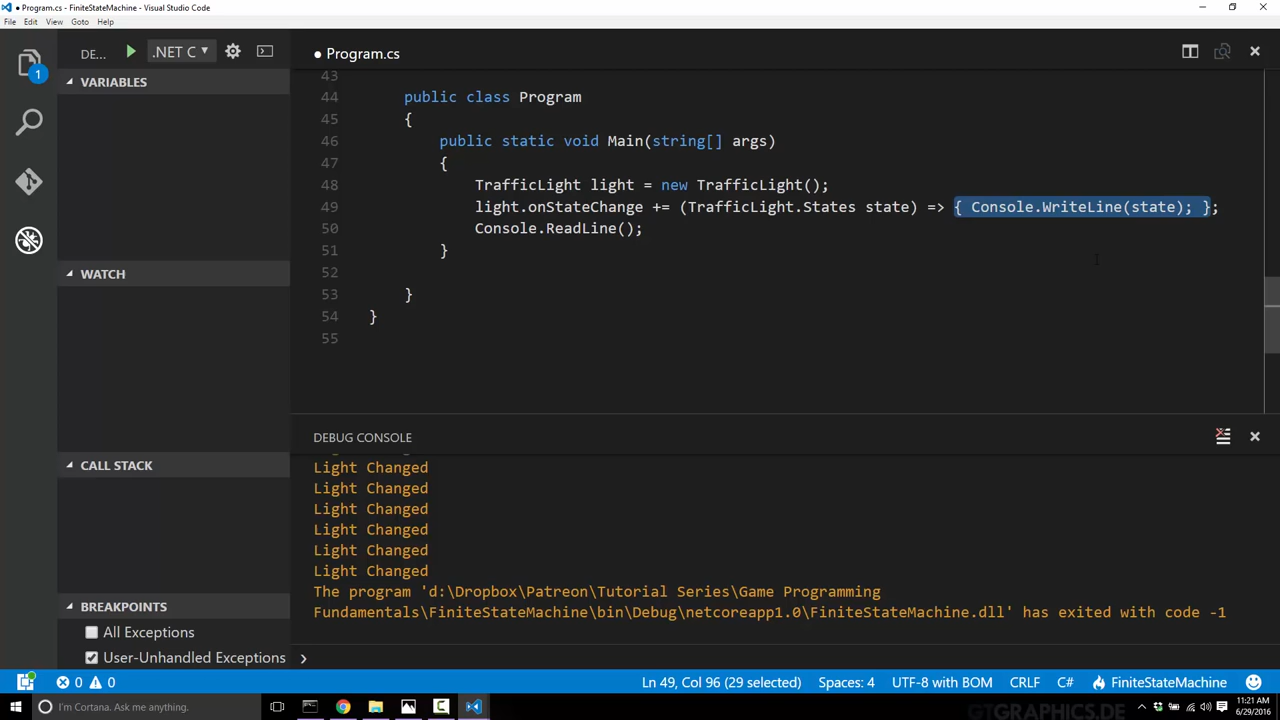 ● Program.cs - FiniteStateMachine - Visual Studio Code
File Edit View Goto Help
DE... .NET C
● Program.cs
VARIABLES
WATCH
CALL STACK
BREAKPOINTS
All Exceptions
User-Unhandled Exceptions
1
43
44 public class Program
45 {
46 public static void Main(string[] args)
47 {
48 TrafficLight light = new TrafficLight();
49 light.onStateChange += (TrafficLight.States state) => { Console.WriteLine(state); };
50 Console.ReadLine();
51 }
52
53 }
54 }
55
DEBUG CONSOLE
Light Changed
Light Changed
Light Changed
Light Changed
Light Changed
Light Changed
The program 'd:\Dropbox\Patreon\Tutorial Series\Game Programming
Fundamentals\FiniteStateMachine\bin\Debug\netcoreapp1.0\FiniteStateMachine.dll' has exited with code -1
0 0 Ln 49, Col 96 (29 selected) Spaces: 4 UTF-8 with BOM CRLF C# FiniteStateMachine
I'm Cortana. Ask me anything.
GTGRAPHICS.DE
11:21 AM
6/29/2016